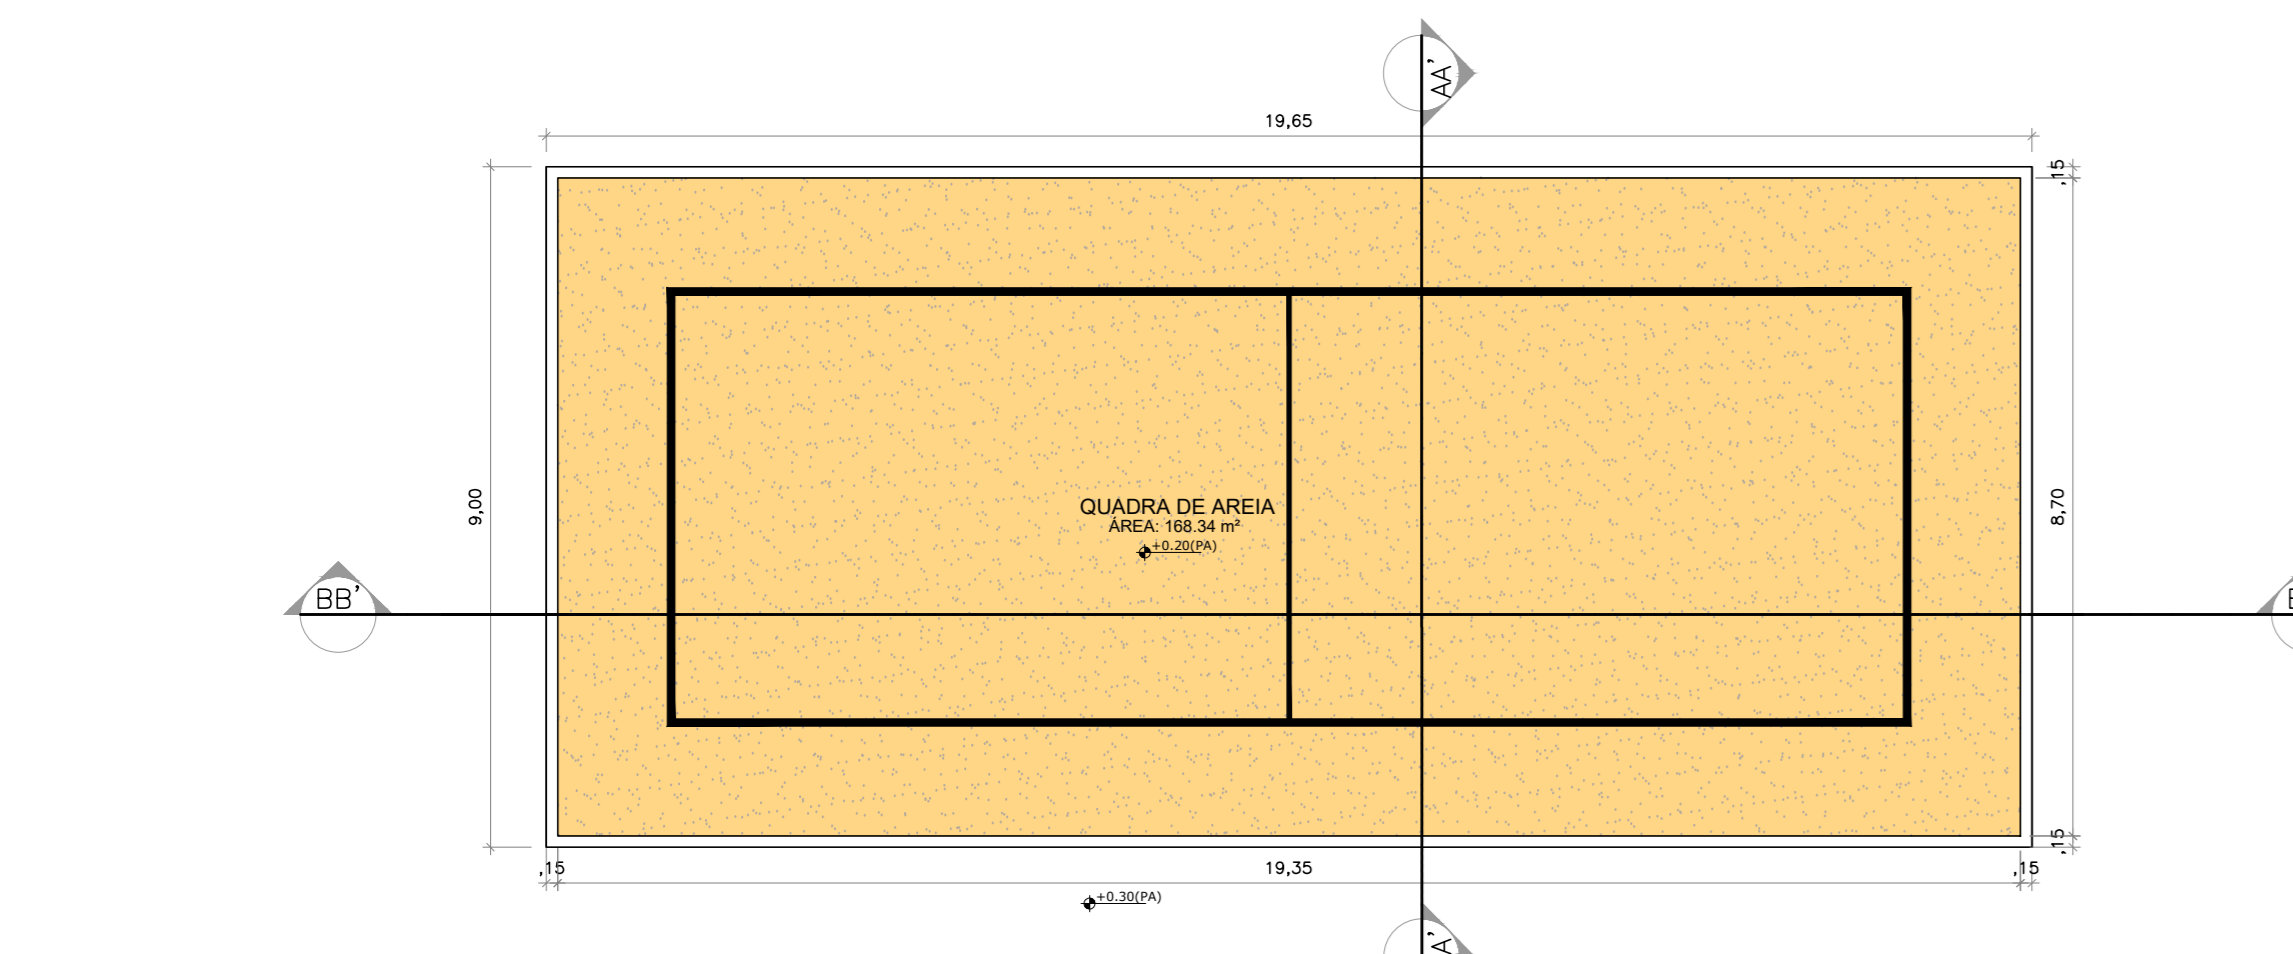 AA'
19,65
,15
9,00
8,70
QUADRA DE AREIA
ÁREA: 168.34 m²
+0.20(PA)
BB'
,15
,15
19,35
,15
+0.30(PA)
A'